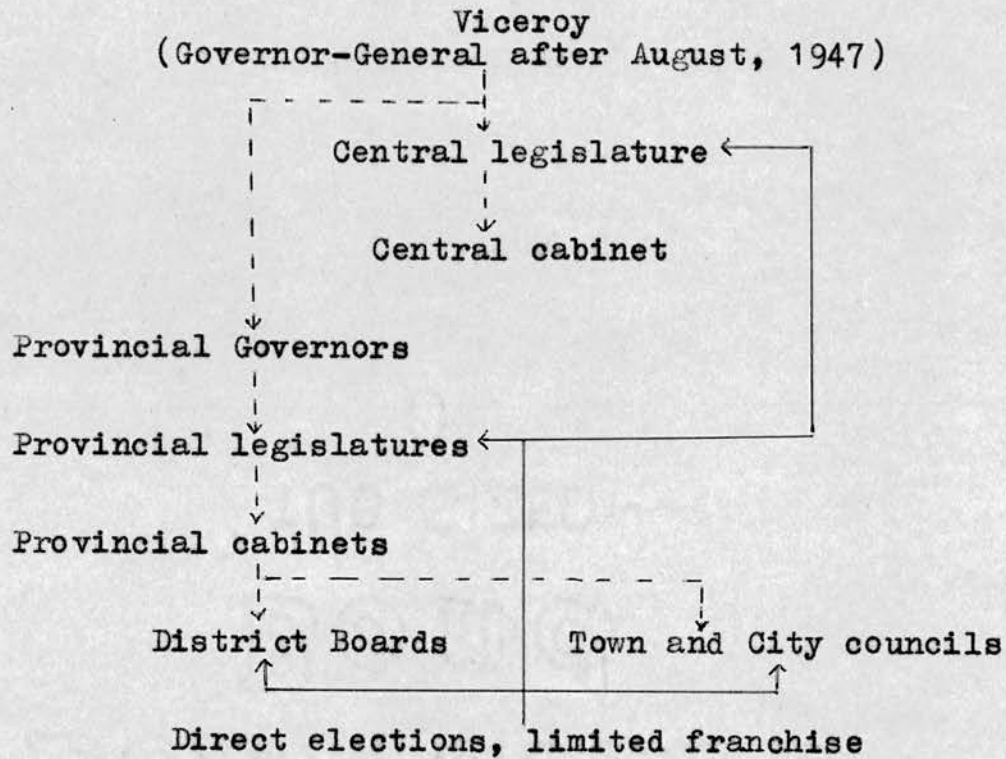 Viceroy
(Governor-General after August, 1947)
Central legislature
Central cabinet
Provincial Governors
Provincial legislatures
Provincial cabinets
District Boards
Town and City councils
Direct elections, limited franchise